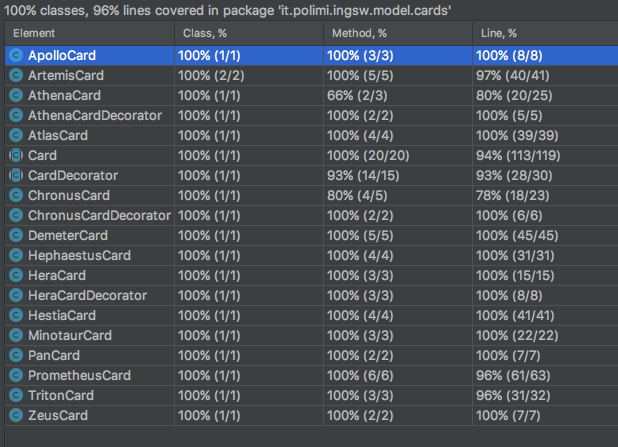 100% classes, 96% lines covered in package 'it.polimi.ingsw.model.cards'
Element Class, % Method, % Line, %
ApolloCard 100% (1/1) 100% (3/3) 100% (8/8)
ArtemisCard 100% (2/2) 100% (5/5) 97% (40/41)
AthenaCard 100% (1/1) 66% (2/3) 80% (20/25)
AthenaCardDecorator 100% (1/1) 100% (2/2) 100% (5/5)
AtlasCard 100% (1/1) 100% (4/4) 100% (39/39)
Card 100% (1/1) 100% (20/20) 94% (113/119)
CardDecorator 100% (1/1) 93% (14/15) 93% (28/30)
ChronusCard 100% (1/1) 80% (4/5) 78% (18/23)
ChronusCardDecorator 100% (1/1) 100% (2/2) 100% (6/6)
DemeterCard 100% (1/1) 100% (5/5) 100% (45/45)
HephaestusCard 100% (1/1) 100% (4/4) 100% (31/31)
HeraCard 100% (1/1) 100% (3/3) 100% (15/15)
HeraCardDecorator 100% (1/1) 100% (3/3) 100% (8/8)
HestiaCard 100% (1/1) 100% (4/4) 100% (41/41)
MinotaurCard 100% (1/1) 100% (3/3) 100% (22/22)
PanCard 100% (1/1) 100% (2/2) 100% (7/7)
PrometheusCard 100% (1/1) 100% (6/6) 96% (61/63)
TritonCard 100% (1/1) 100% (3/3) 96% (31/32)
ZeusCard 100% (1/1) 100% (2/2) 100% (7/7)